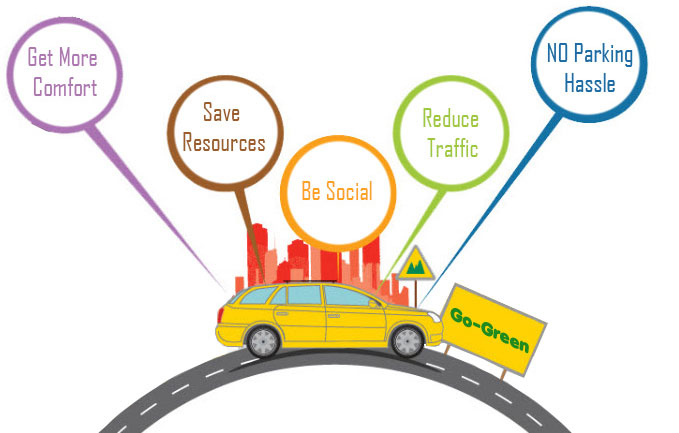 Get More
Comfort
Save
Resources
Be Social
Reduce
Traffic
NO Parking
Hassle
Go-Green